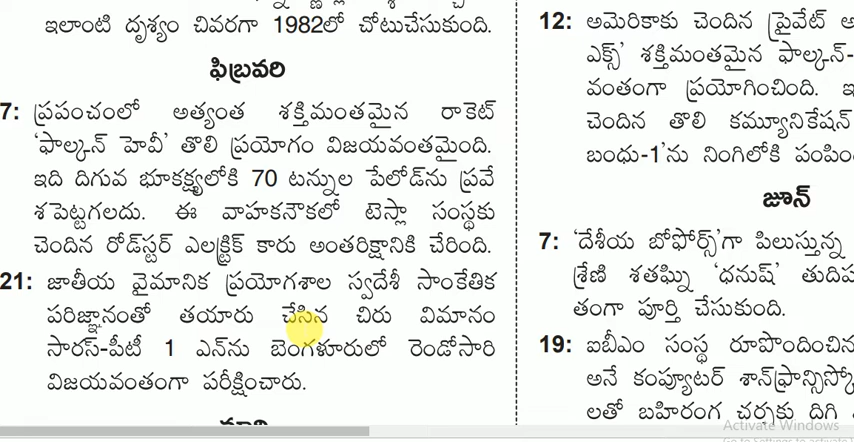 ఇలాంటి దృశ్యం చివరగా 1982లో చోటుచేసుకుంది.
ఫిబ్రవరి
7: ప్రపంచంలో అత్యంత శక్తిమంతమైన రాకెట్
‘ఫాల్కన్ హెవీ’ తొలి ప్రయోగం విజయవంతమైంది.
ఇది దిగువ భూకక్ష్యలోకి 70 టన్నుల పేలోడ్‌ను ప్రవే
శపెట్టగలదు. ఈ వాహకనౌకలో టెస్లా సంస్థకు
చెందిన రోడ్‌స్టర్ ఎలక్ట్రిక్ కారు అంతరిక్షానికి చేరింది.
21: జాతీయ వైమానిక ప్రయోగశాల స్వదేశీ సాంకేతిక
పరిజ్ఞానంతో తయారు చేసిన చిరు విమానం
సారస్-పీటీ 1 ఎన్‌ను బెంగళూరులో రెండోసారి
విజయవంతంగా పరీక్షించారు.
12: అమెరికాకు చెందిన ప్రైవేట్
ఎక్స్’ శక్తిమంతమైన ఫాల్కన్-
వంతంగా ప్రయోగించింది.
చెందిన తొలి కమ్యూనికేషన్
బంధు-1’ను నింగిలోకి పంపిం
జూన్
7: ‘దేశీయ బోఫోర్స్’గా పిలుస్తున్న
శ్రేణి శతఘ్ని ‘ధనుష్’ తుదిప
తంగా పూర్తి చేసుకుంది.
19: ఐబీఎం సంస్థ రూపొందించిన
అనే కంప్యూటర్ శాన్‌ఫ్రాన్సిస్కో
లతో బహిరంగ చర్చకు దిగి
Activate Windows